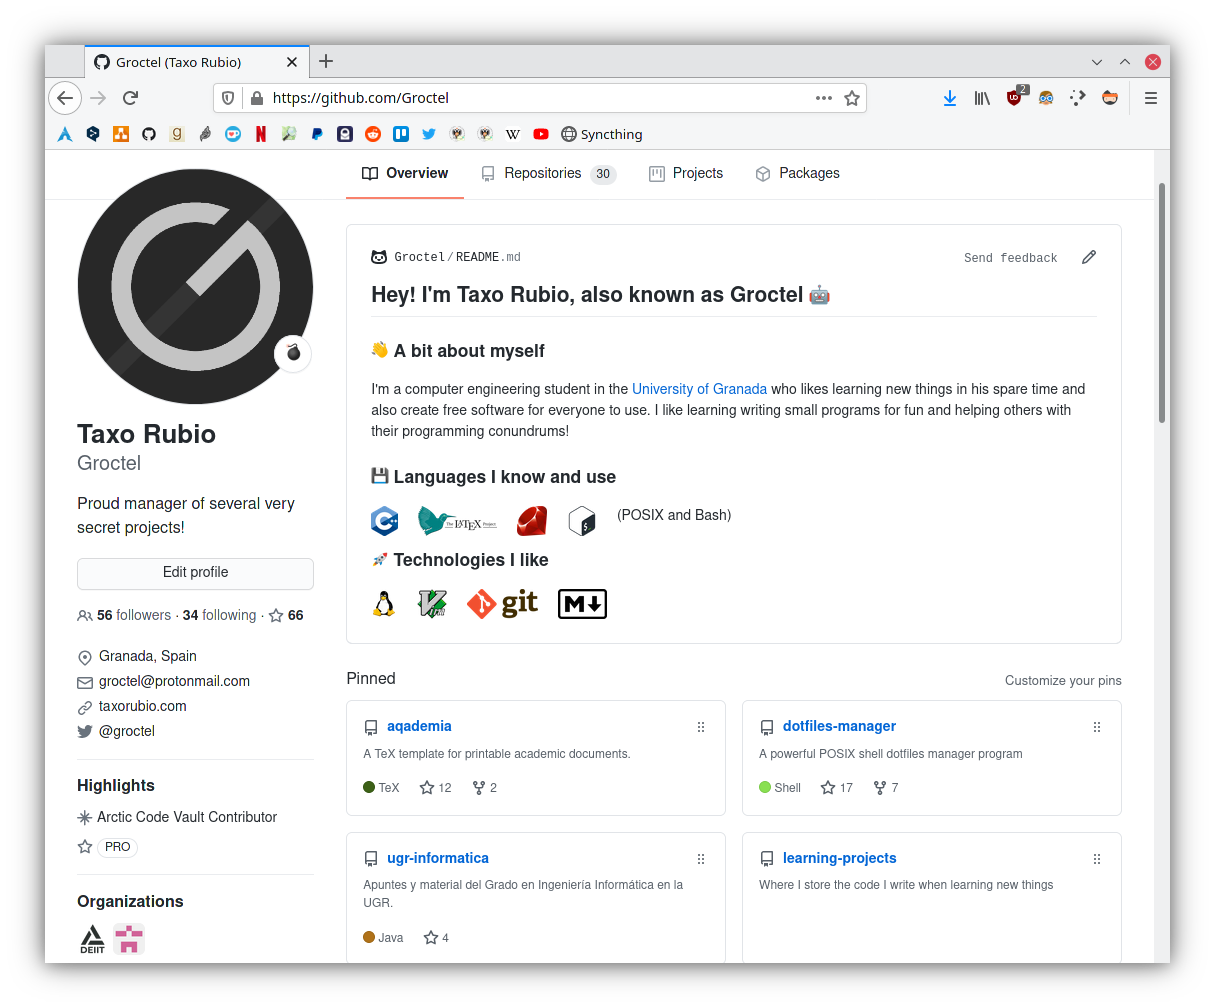 Groctel (Taxo Rubio)
https://github.com/Groctel
2
Syncthing
Overview
Repositories 30
Projects
Packages
Groctel/README.md
Send feedback
Hey! I'm Taxo Rubio, also known as Groctel 🤖
👋 A bit about myself
I'm a computer engineering student in the University of Granada who likes learning new things in his spare time and
also create free software for everyone to use. I like learning writing small programs for fun and helping others with
their programming conundrums!
💾 Languages I know and use
C++
The LATEX Project
(POSIX and Bash)
🚀 Technologies I like
Vim
git
M
Taxo Rubio
Groctel
Proud manager of several very
secret projects!
Edit profile
56 followers · 34 following · 66
Granada, Spain
groctel@protonmail.com
taxorubio.com
@groctel
Highlights
Arctic Code Vault Contributor
PRO
Organizations
DEIIT
Pinned
Customize your pins
aqademia
A TeX template for printable academic documents.
TeX 12 2
dotfiles-manager
A powerful POSIX shell dotfiles manager program
Shell 17 7
ugr-informatica
Apuntes y material del Grado en Ingeniería Informática en la
UGR.
Java 4
learning-projects
Where I store the code I write when learning new things